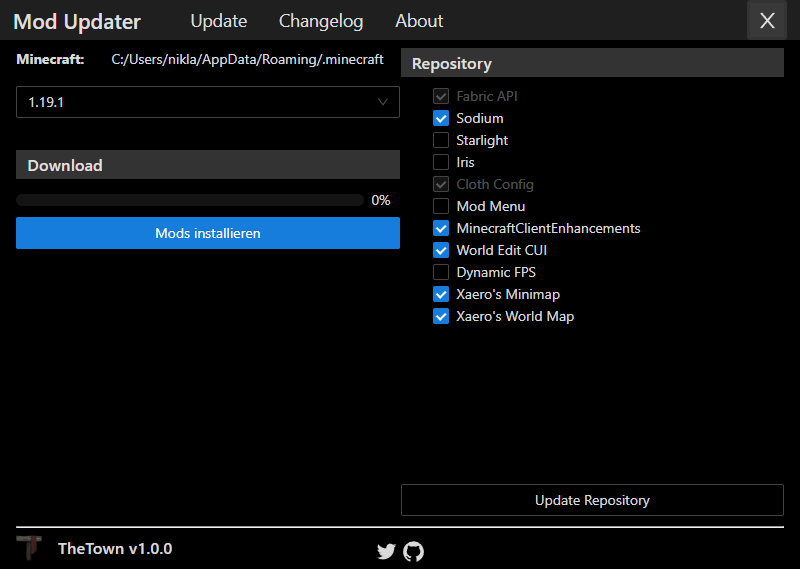 Mod Updater Update Changelog About X
Minecraft: C:/Users/nikla/AppData/Roaming/.minecraft
1.19.1
Download
0%
Mods installieren
Repository
Fabric API
Sodium
Starlight
Iris
Cloth Config
Mod Menu
MinecraftClientEnhancements
World Edit CUI
Dynamic FPS
Xaero's Minimap
Xaero's World Map
Update Repository
TheTown v1.0.0